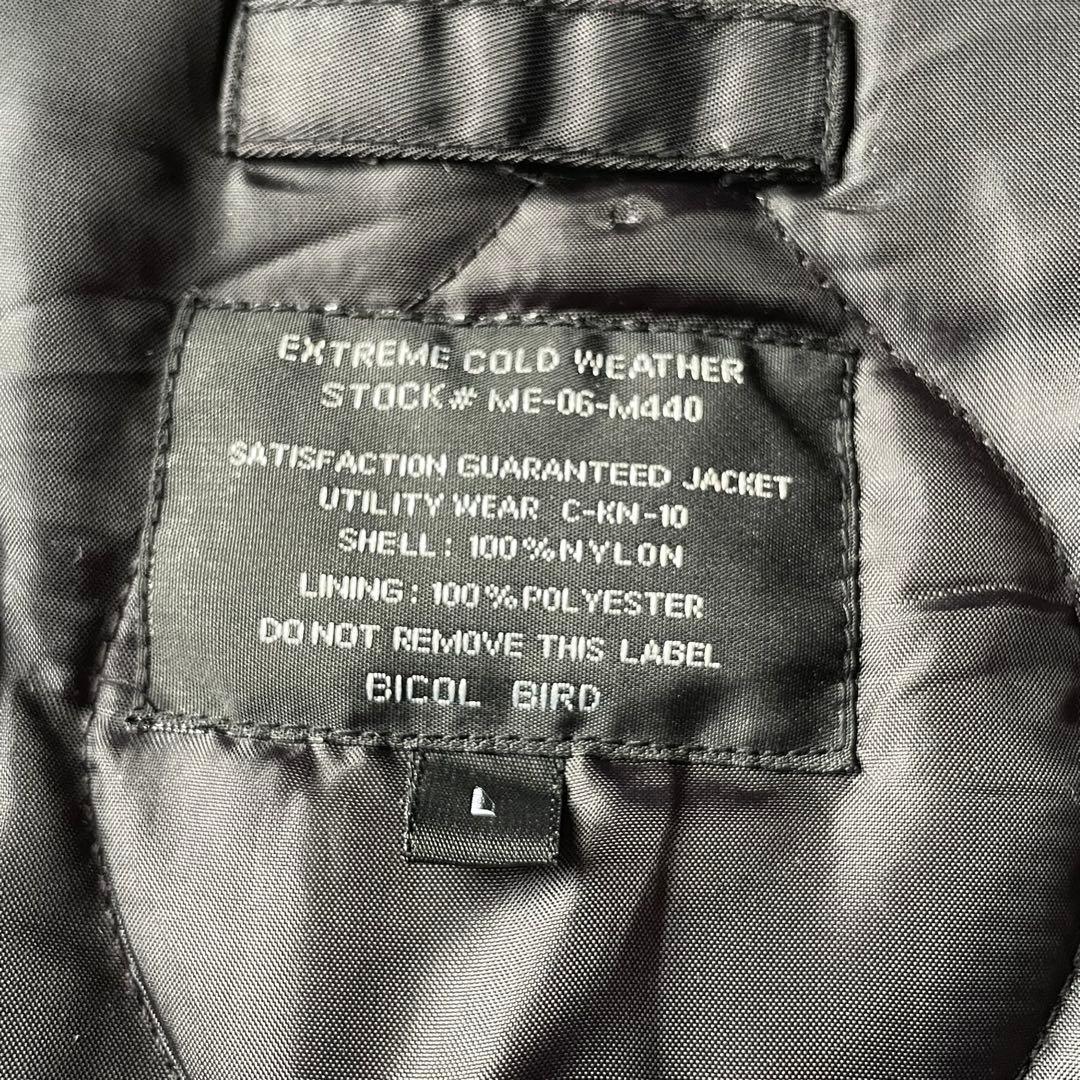 EXTREME COLD WEATHER
STOCK# ME-06-M440
SATISFACTION GUARANTEED JACKET
UTILITY WEAR C-KN-10
SHELL: 100%NYLON
LINING: 100%POLYESTER
DO NOT REMOVE THIS LABEL
BICOL BIRD
L